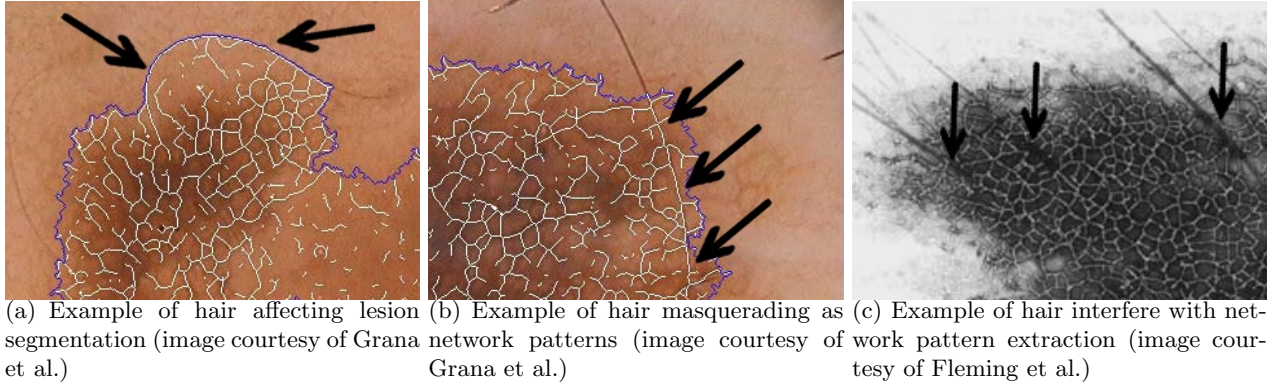 (a) Example of hair affecting lesion
segmentation (image courtesy of Grana
et al.)
(b) Example of hair masquerading as
network patterns (image courtesy of
Grana et al.)
(c) Example of hair interfere with net-
work pattern extraction (image cour-
tesy of Fleming et al.)